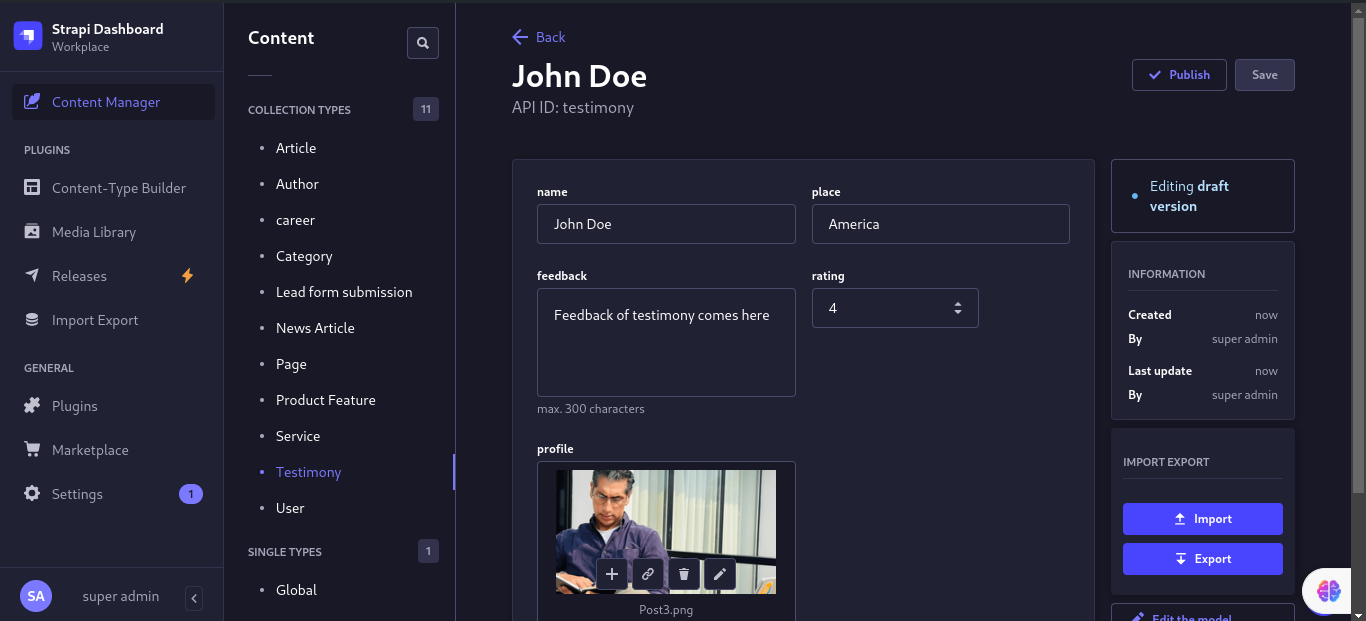 Strapi Dashboard
Workplace
Content Manager
PLUGINS
Content-Type Builder
Media Library
Releases
Import Export
GENERAL
Plugins
Marketplace
Settings
1
SA
super admin
Content
COLLECTION TYPES
11
Article
Author
career
Category
Lead form submission
News Article
Page
Product Feature
Service
Testimony
User
SINGLE TYPES
1
Global
Back
John Doe
API ID: testimony
Publish
Save
name
John Doe
place
America
feedback
Feedback of testimony comes here
max. 300 characters
rating
4
profile
Post3.png
Editing draft
version
INFORMATION
Created now
By super admin
Last update now
By super admin
IMPORT EXPORT
Import
Export
Edit the model